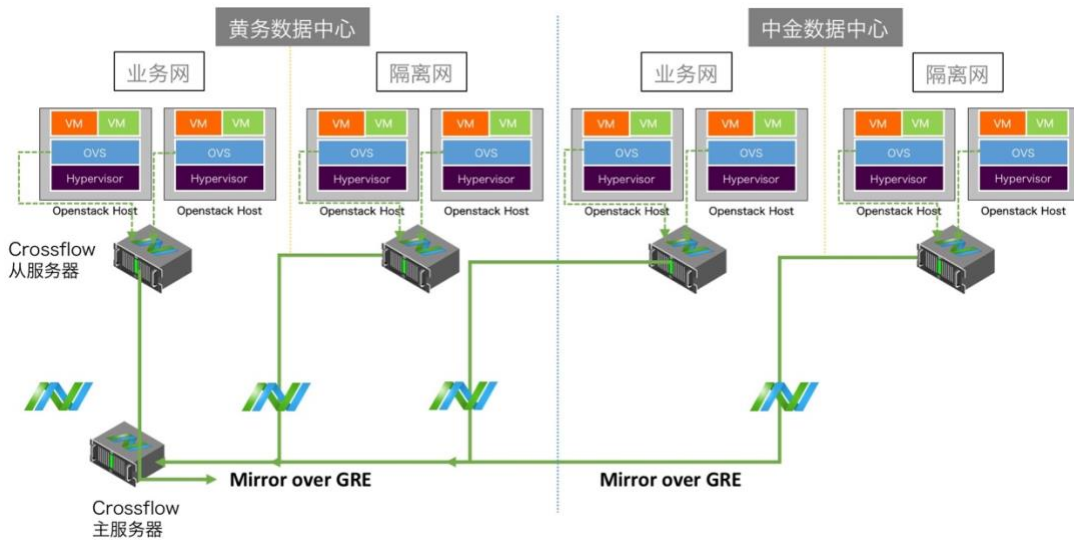 黄务数据中心
中金数据中心
业务网
隔离网
业务网
隔离网
VM VM VM VM VM VM VM VM VM VM VM VM VM VM VM VM
OVS OVS OVS OVS OVS OVS OVS OVS
Hypervisor Hypervisor Hypervisor Hypervisor Hypervisor Hypervisor Hypervisor Hypervisor
Openstack Host Openstack Host Openstack Host Openstack Host Openstack Host Openstack Host Openstack Host Openstack Host
Crossflow
从服务器
Mirror over GRE
Mirror over GRE
Crossflow
主服务器